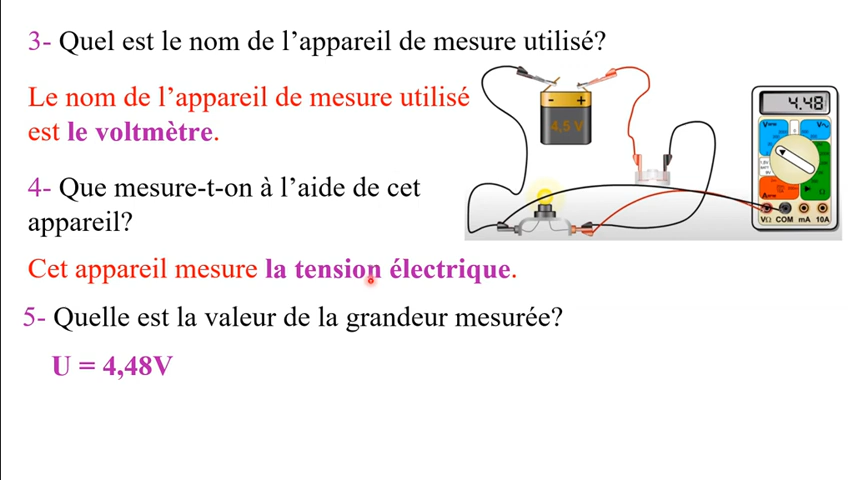 3- Quel est le nom de l'appareil de mesure utilisé?
Le nom de l'appareil de mesure utilisé
est le voltmètre.
- +
4,5 V
4.48
4- Que mesure-t-on à l'aide de cet
appareil?
VΩ COM mA 10A
Cet appareil mesure la tension électrique.
5- Quelle est la valeur de la grandeur mesurée?
U = 4,48V